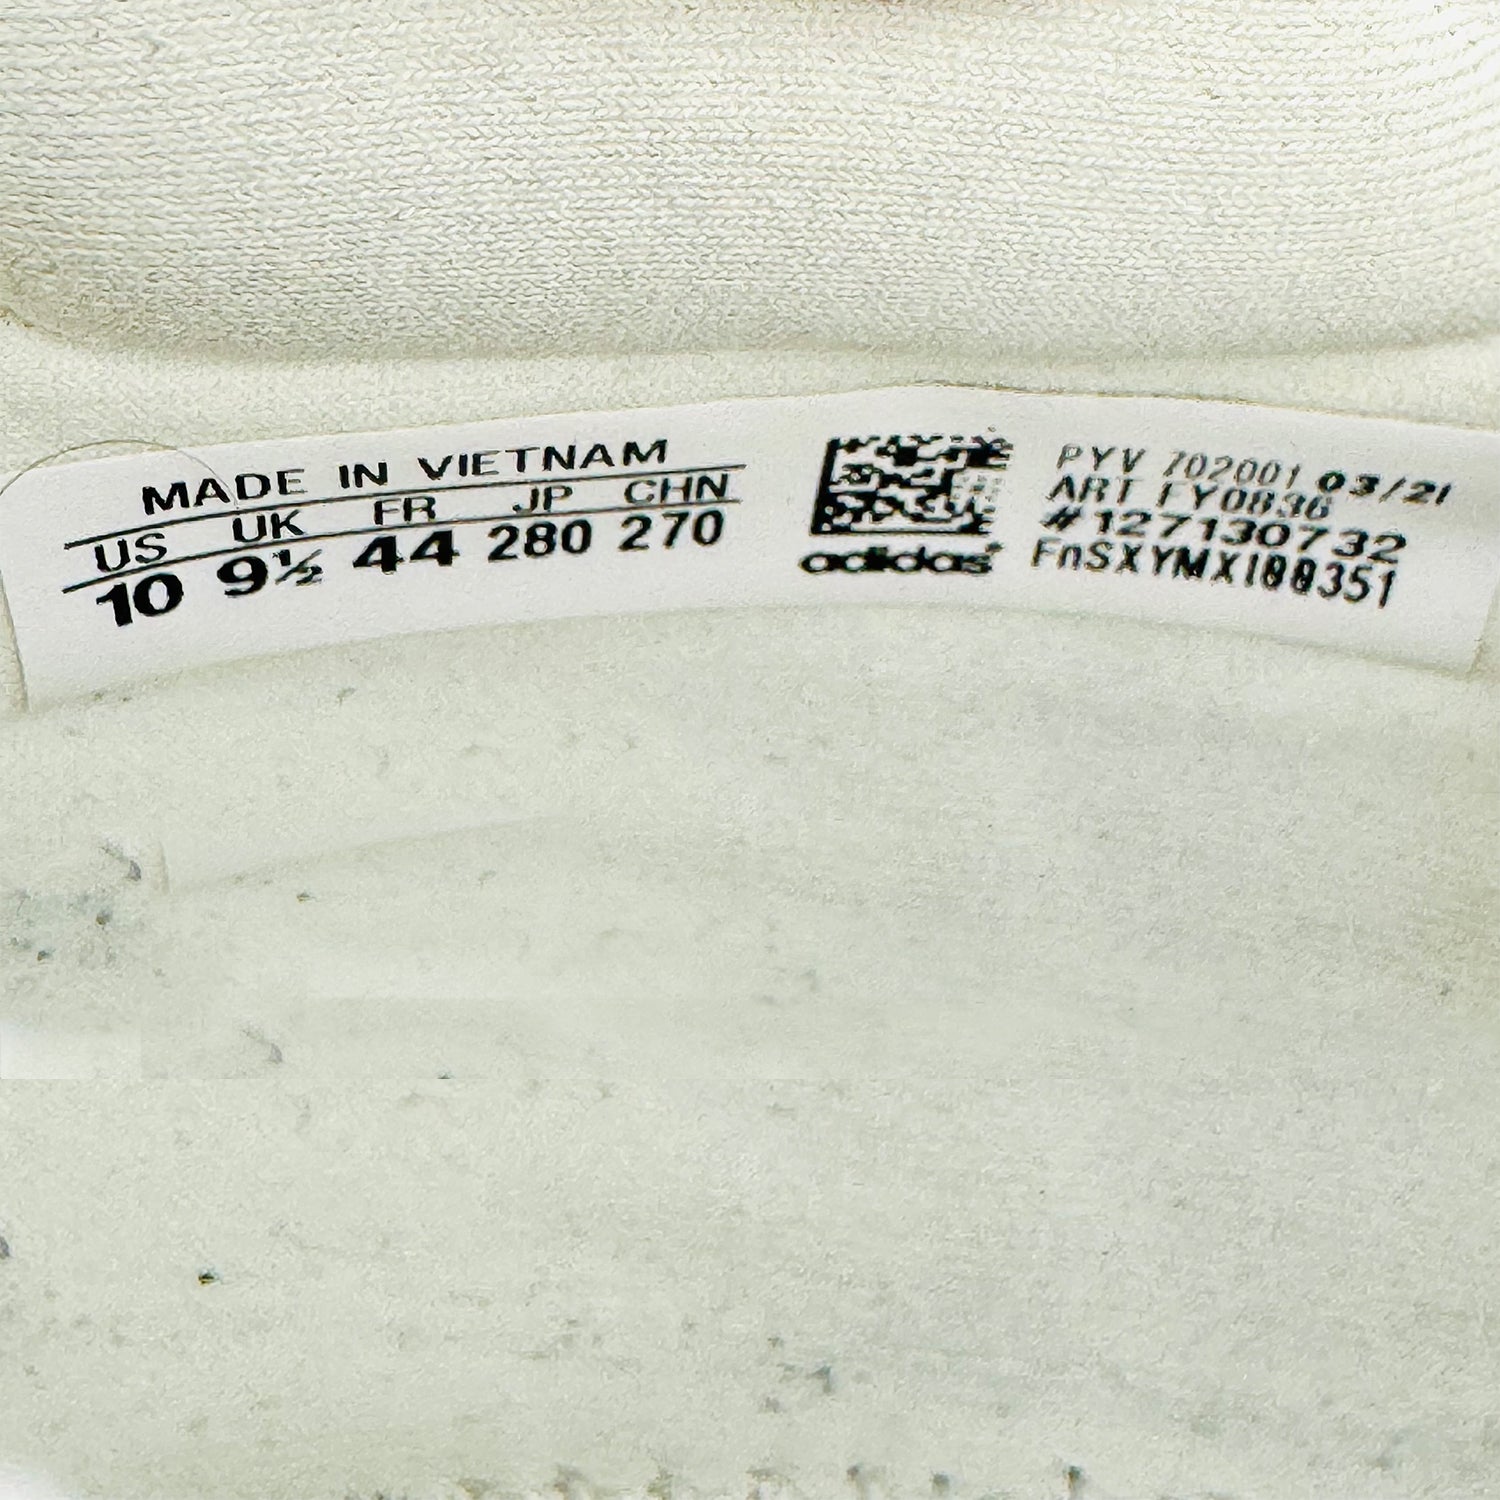 MADE IN VIETNAM
US UK FR JP CHN
10 9½ 44 280 270
adidas
PYV 702001 03/21
ART FY0836
#127130732
FnSXYMX100351